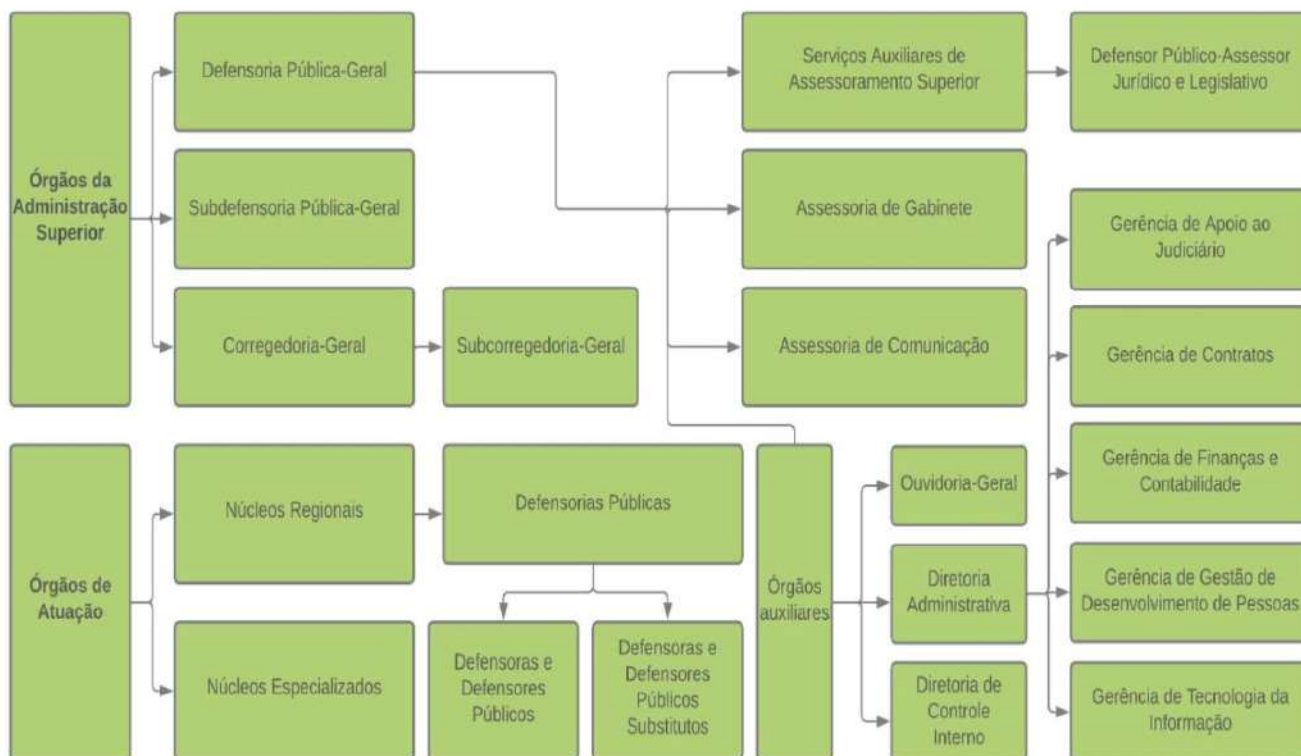 Órgãos da
Administração
Superior
Defensoria Pública-Geral
Subdefensoria Pública-Geral
Corregedoria-Geral
Subcorregedoria-Geral
Serviços Auxiliares de
Assessoramento Superior
Defensor Público-Assessor
Jurídico e Legislativo
Assessoria de Gabinete
Assessoria de Comunicação
Gerência de Apoio ao
Judiciário
Gerência de Contratos
Gerência de Finanças e
Contabilidade
Gerência de Gestão de
Desenvolvimento de Pessoas
Gerência de Tecnologia da
Informação
Órgãos de
Atuação
Núcleos Regionais
Defensorias Públicas
Núcleos Especializados
Defensoras e
Defensores
Públicos
Defensoras e
Defensores
Públicos
Substitutos
Órgãos
auxiliares
Ouvidoria-Geral
Diretoria
Administrativa
Diretoria de
Controle
Interno